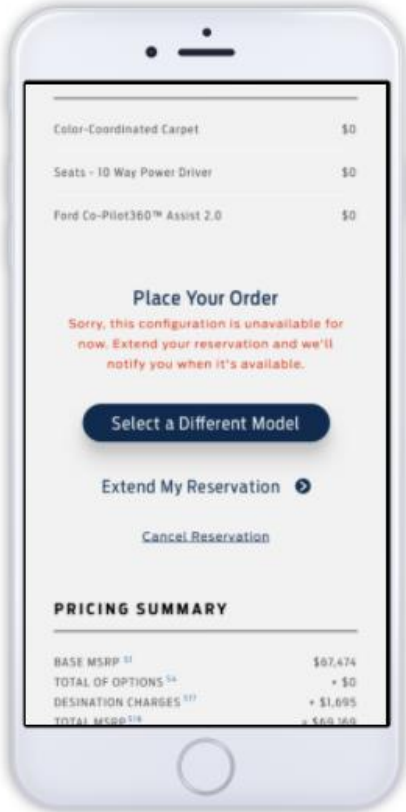 Color-Coordinated Carpet $0
Seats - 10 Way Power Driver $0
Ford Co-Pilot360™ Assist 2.0 $0
Place Your Order
Sorry, this configuration is unavailable for
now. Extend your reservation and we'll
notify you when it's available.
Select a Different Model
Extend My Reservation
Cancel Reservation
PRICING SUMMARY
BASE MSRP $67,474
TOTAL OF OPTIONS + $0
DESINATION CHARGES + $1,695
TOTAL MSRP = $69,169